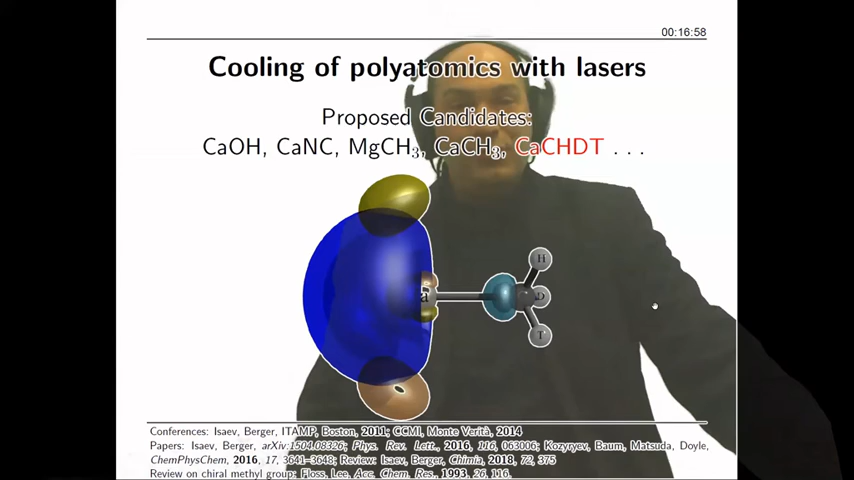 00:16:58
Cooling of polyatomics with lasers
Proposed Candidates:
CaOH, CaNC, MgCH₃, CaCH₃, CaCHDT . . .
H
a
D
T
Conferences: Isaev, Berger, ITAMP, Boston, 2011; CCMI, Monte Verità, 2014
Papers: Isaev, Berger, arXiv:1504.08326; Phys. Rev. Lett., 2016, 116, 063006; Kozyryev, Baum, Matsuda, Doyle,
ChemPhysChem, 2016, 17, 3641–3648; Review: Isaev, Berger, Chimia, 2018, 72, 375
Review on chiral methyl group: Floss, Lee, Acc. Chem. Res., 1993, 26, 116.